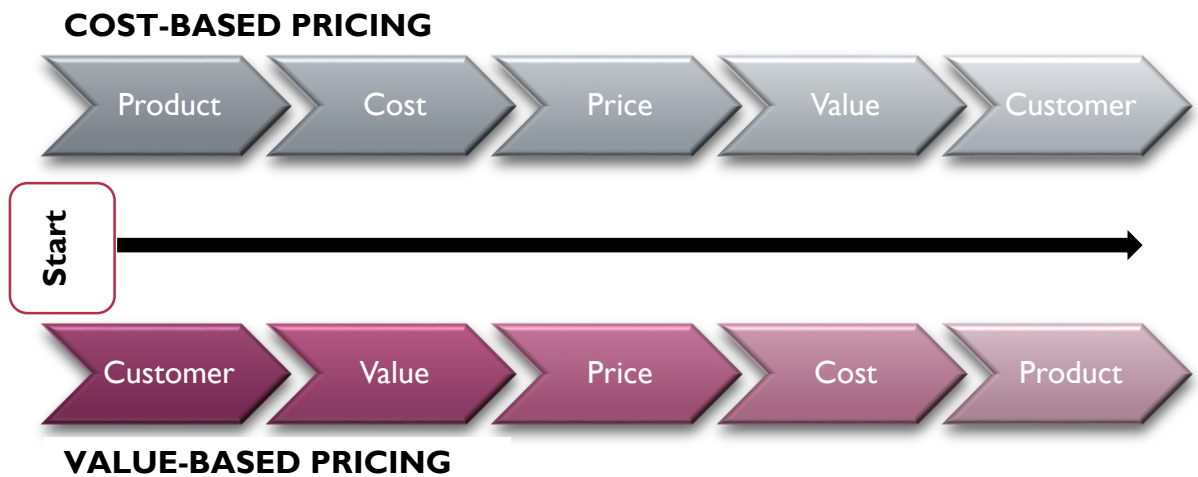 COST-BASED PRICING
Product Cost Price Value Customer
Start
Customer Value Price Cost Product
VALUE-BASED PRICING